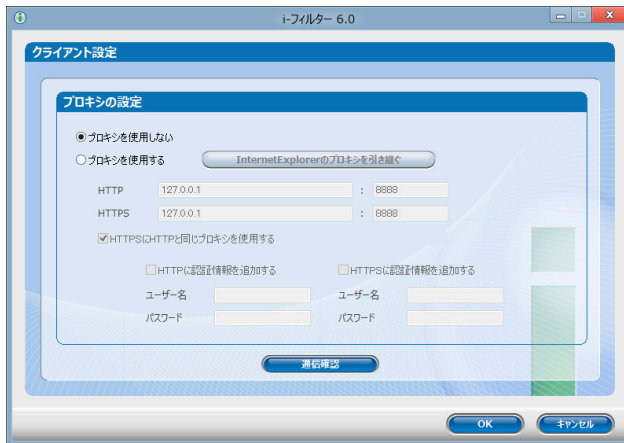 i-フィルター 6.0
クライアント設定
プロキシの設定
プロキシを使用しない
プロキシを使用する InternetExplorerのプロキシを引き継ぐ
HTTP 127.0.0.1 : 8888
HTTPS 127.0.0.1 : 8888
HTTPSにHTTPと同じプロキシを使用する
HTTPに認証情報を追加する HTTPSに認証情報を追加する
ユーザー名 ユーザー名
パスワード パスワード
通信確認
OK キャンセル